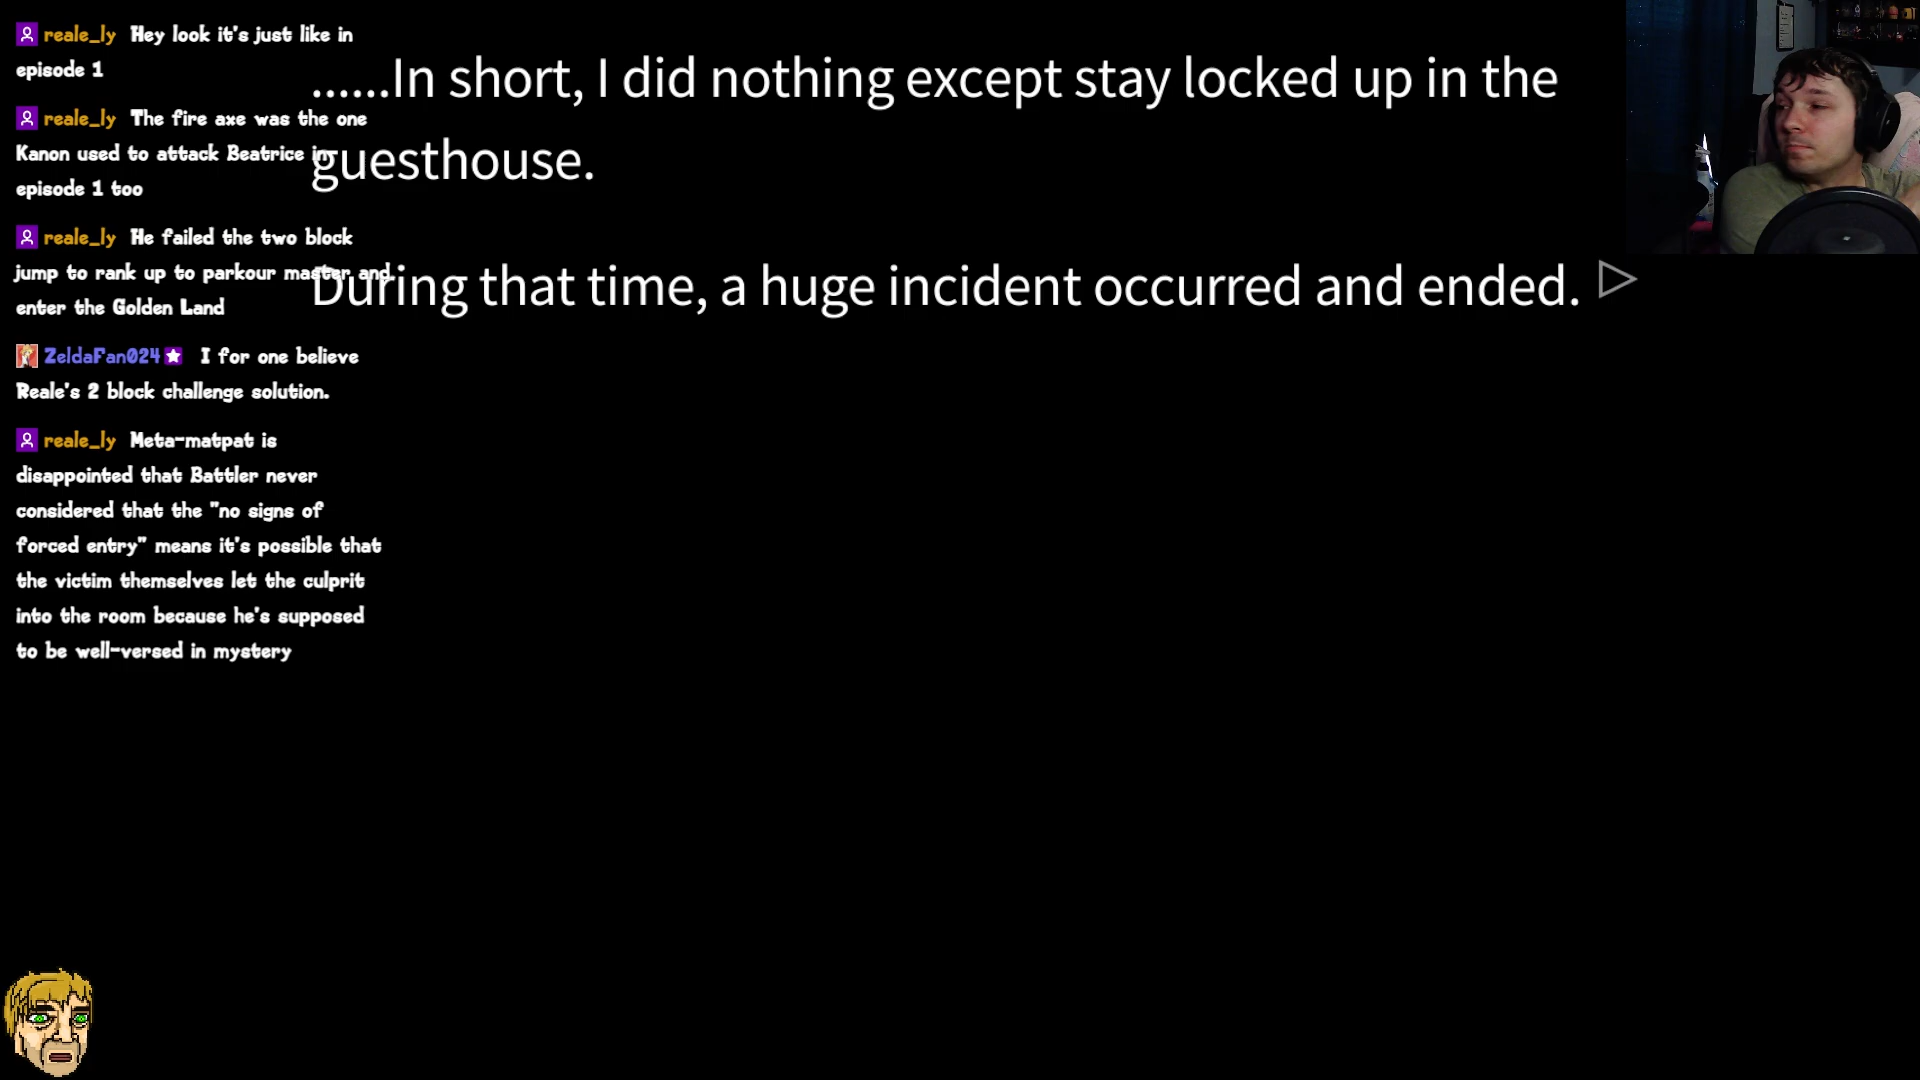 reale_ly Hey look it's just like in
episode 1
reale_ly The fire axe was the one
Kanon used to attack Beatrice in
episode 1 too
reale_ly He failed the two block
jump to rank up to parkour master and
enter the Golden Land
ZeldaFan024 I for one believe
Reale's 2 block challenge solution.
reale_ly Meta-matpat is
disappointed that Battler never
considered that the "no signs of
forced entry" means it's possible that
the victim themselves let the culprit
into the room because he's supposed
to be well-versed in mystery
......In short, I did nothing except stay locked up in the
guesthouse.
During that time, a huge incident occurred and ended.